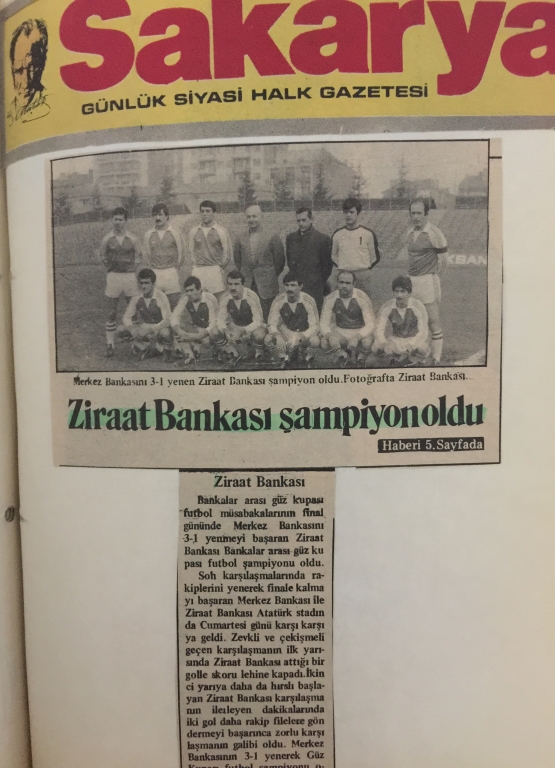 Sakarya
GÜNLÜK SİYASİ HALK GAZETESİ
KBAN
Merkez Bankasını 3-1 yenen Ziraat Bankası şampiyon oldu.Fotoğrafta Ziraat Bankası...
Ziraat Bankası şampiyon oldu
Haberi 5.Sayfada
Ziraat Bankası
Bankalar arası güz kupası
futbol müsabakalarının final
gününde Merkez Bankasını
3-1 yenmeyi başaran Ziraat
Bankası Bankalar arası güz ku
pası futbol şampiyonu oldu.
Soh karşılaşmalarında ra-
kiplerini yenerek finale kalma
yı başaran Merkez Bankası ile
Ziraat Bankası Atatürk stadın
da Cumartesi günü karşı karşı
ya geldi. Zevkli ve çekişmeli
geçen karşılaşmanın ilk yarı-
sında Ziraat Bankası attığı bir
golle skoru lehine kapadı.İkin
ci yarıya daha da hırslı başla-
yan Ziraat Bankası karşılaşma
nın ilerleyen dakikalarında
iki gol daha rakip filelere gön
dermeyi başarınca zorlu karşı
laşmanın galibi oldu. Merkez
Bankasının 3-1 yenerek Güz
Kupası futbol şampiyonu o-